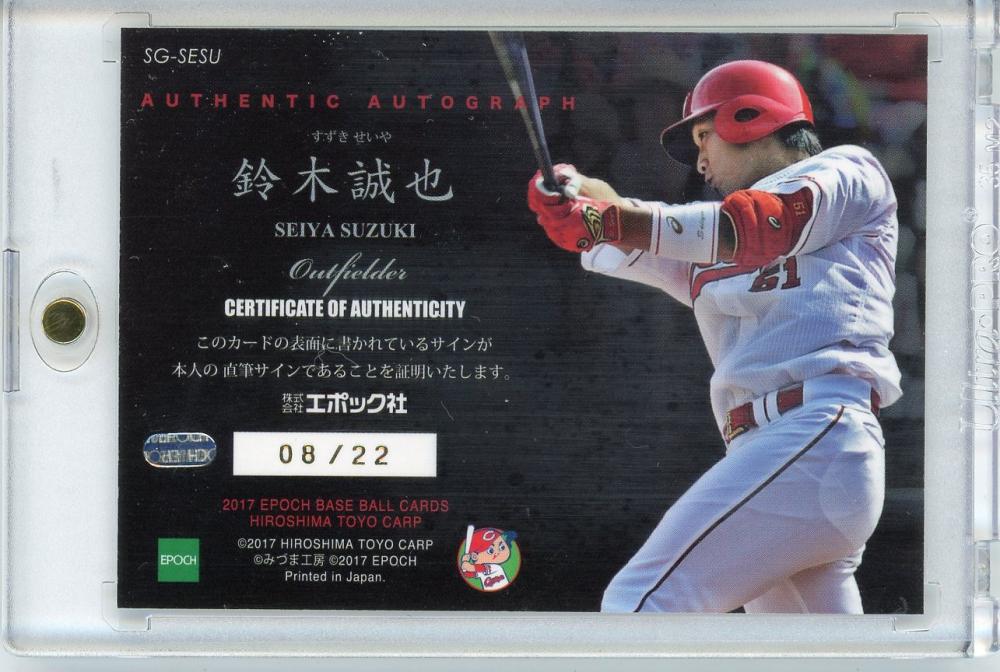 SG-SESU
AUTHENTIC AUTOGRAPH
すずき せいや
鈴木誠也
SEIYA SUZUKI
Outfielder
CERTIFICATE OF AUTHENTICITY
このカードの表面に書かれているサインが
本人の 直筆サインであることを証明いたします。
株式会社エポック社
08/22
2017 EPOCH BASE BALL CARDS
HIROSHIMA TOYO CARP
©2017 HIROSHIMA TOYO CARP
©みづま工房 ©2017 EPOCH
Printed in Japan.
EPOCH
Carp
51
51
UltraPRO®